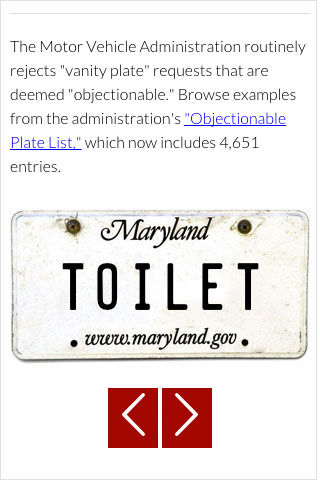 The Motor Vehicle Administration routinely
rejects "vanity plate" requests that are
deemed "objectionable." Browse examples
from the administration's "Objectionable
Plate List," which now includes 4,651
entries.
Maryland
TOILET
www.maryland.gov